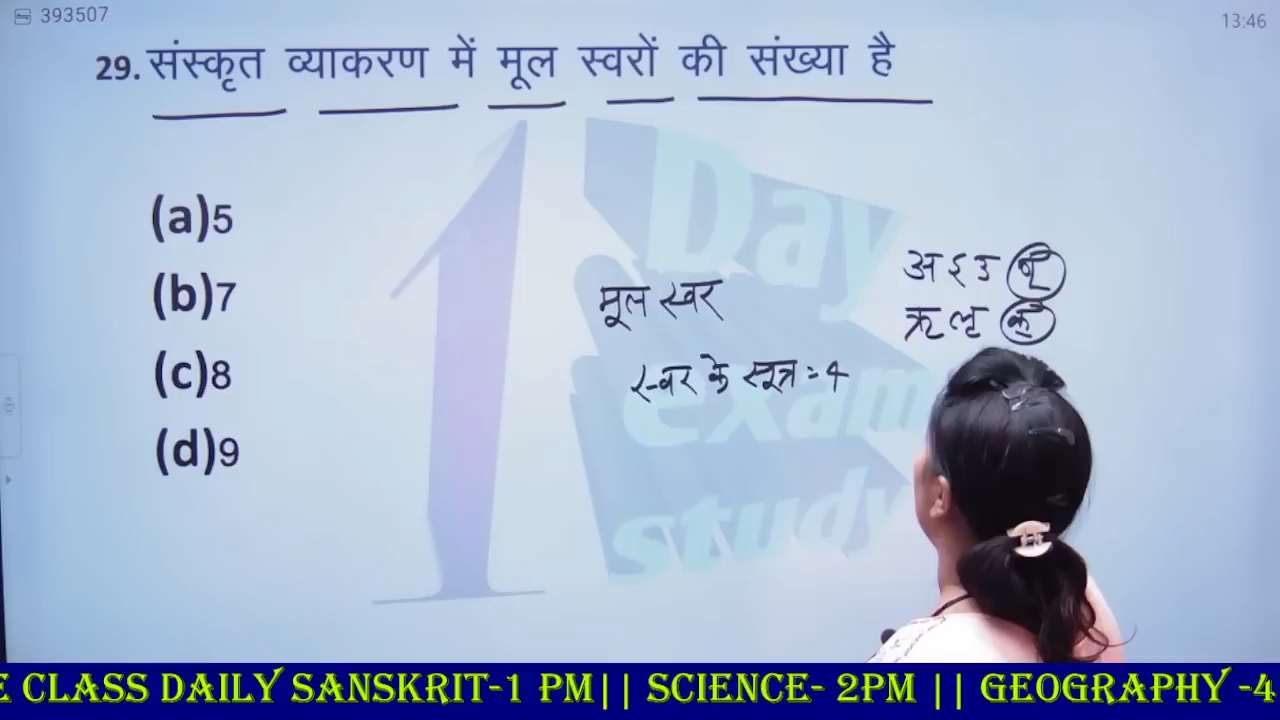 393507
13:46
29. संस्कृत व्याकरण में मूल स्वरों की संख्या है
(a)5
(b)7
(c)8
(d)9
मूल स्वर
स्वर के सूत्र = 4
अ इ उ ण्
ऋ लृ क्
1 Day
exam
study
E CLASS DAILY SANSKRIT-1 PM|| SCIENCE- 2PM || GEOGRAPHY -4